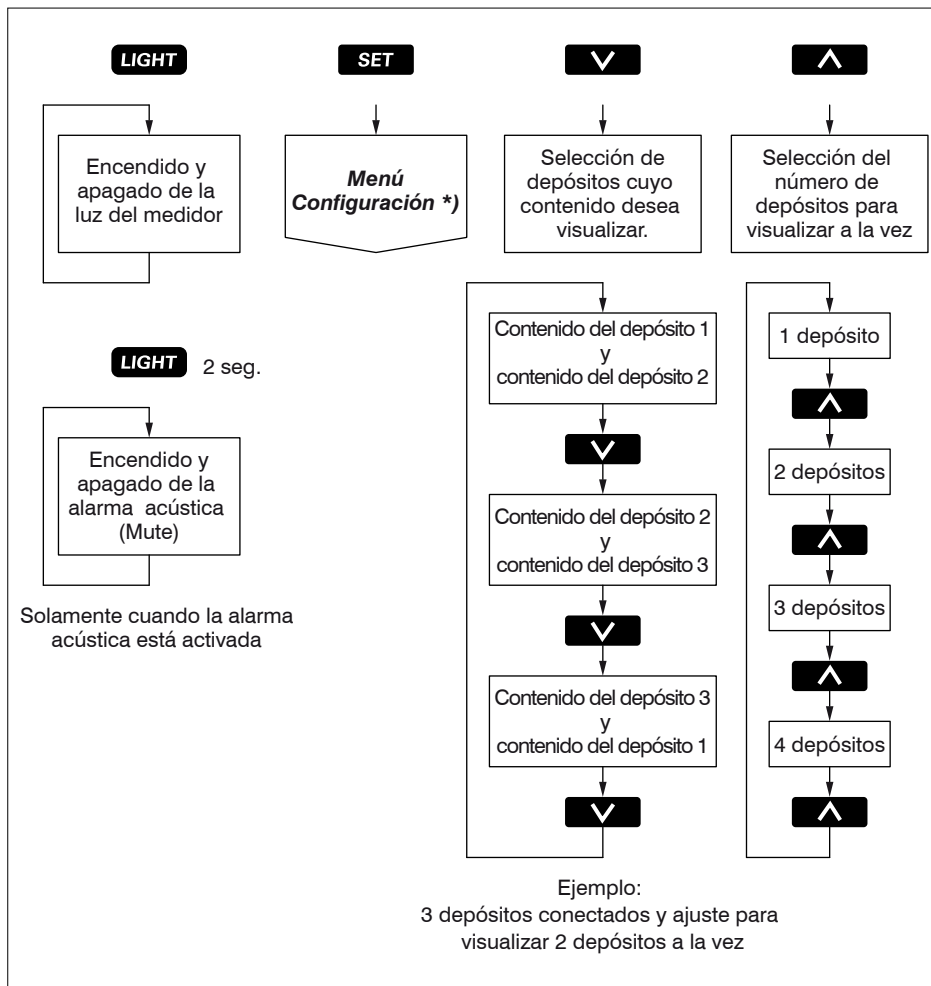 LIGHT
Encendido y
apagado de la
luz del medidor
LIGHT 2 seg.
Encendido y
apagado de la
alarma acústica
(Mute)
Solamente cuando la alarma
acústica está activada
SET
Menú
Configuración *)
Selección de
depósitos cuyo
contenido desea
visualizar.
Contenido del depósito 1
y
contenido del depósito 2
Contenido del depósito 2
y
contenido del depósito 3
Contenido del depósito 3
y
contenido del depósito 1
Ejemplo:
3 depósitos conectados y ajuste para
visualizar 2 depósitos a la vez
Selección del
número de
depósitos para
visualizar a la vez
1 depósito
2 depósitos
3 depósitos
4 depósitos